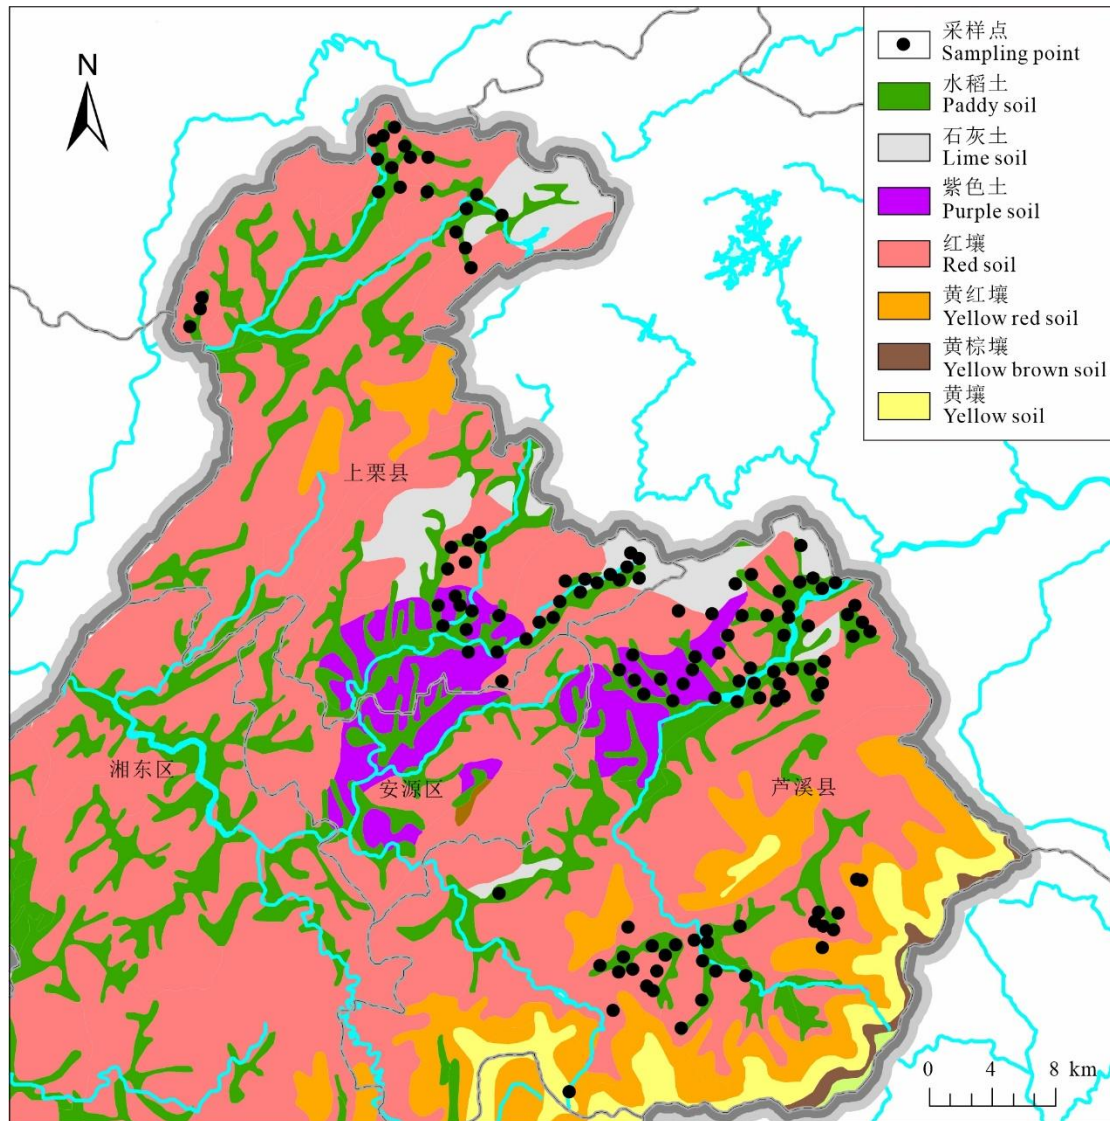 N
采样点
Sampling point
水稻土
Paddy soil
石灰土
Lime soil
紫色土
Purple soil
红壤
Red soil
黄红壤
Yellow red soil
黄棕壤
Yellow brown soil
黄壤
Yellow soil
上栗县
湘东区
安源区
芦溪县
0 4 8 km